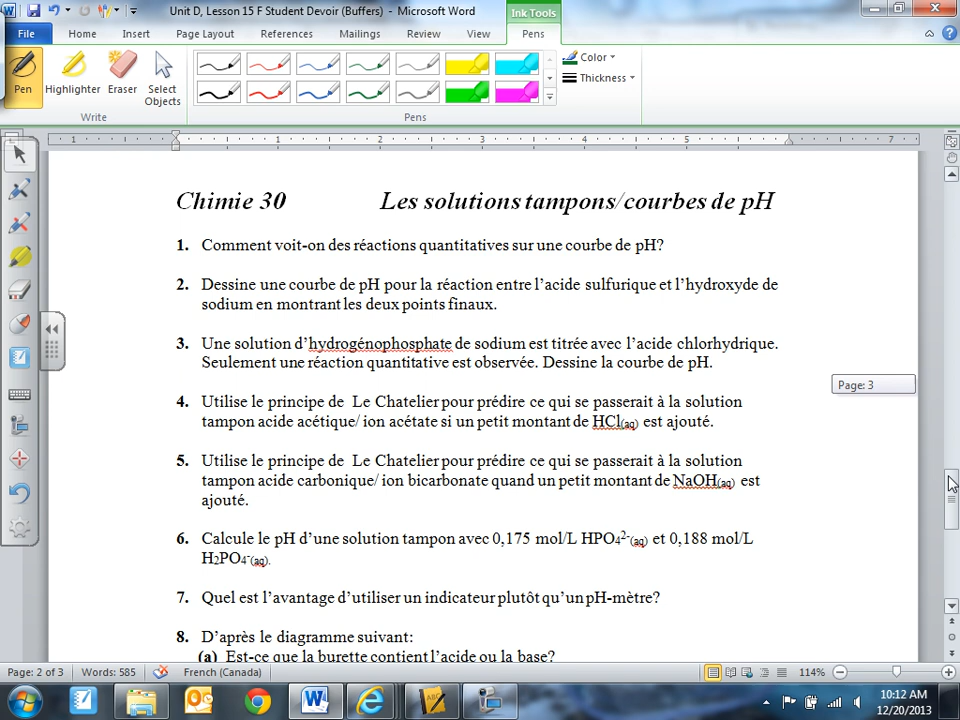 Unit D, Lesson 15 F Student Devoir (Buffers) - Microsoft Word
Ink Tools
File Home Insert Page Layout References Mailings Review View Pens
Pen Highlighter Eraser Select Objects
Color
Thickness
Write Pens
1 1 2 3 4 5 7
Chimie 30 Les solutions tampons/courbes de pH
1. Comment voit-on des réactions quantitatives sur une courbe de pH?
2. Dessine une courbe de pH pour la réaction entre l'acide sulfurique et l'hydroxyde de
sodium en montrant les deux points finaux.
3. Une solution d'hydrogénophosphate de sodium est titrée avec l'acide chlorhydrique.
Seulement une réaction quantitative est observée. Dessine la courbe de pH.
Page: 3
4. Utilise le principe de Le Chatelier pour prédire ce qui se passerait à la solution
tampon acide acétique/ ion acétate si un petit montant de HCl(aq) est ajouté.
5. Utilise le principe de Le Chatelier pour prédire ce qui se passerait à la solution
tampon acide carbonique/ ion bicarbonate quand un petit montant de NaOH(aq) est
ajouté.
6. Calcule le pH d'une solution tampon avec 0,175 mol/L HPO4²⁻(aq) et 0,188 mol/L
H2PO4⁻(aq).
7. Quel est l'avantage d'utiliser un indicateur plutôt qu'un pH-mètre?
8. D'après le diagramme suivant:
(a) Est-ce que la burette contient l'acide ou la base?
Page: 2 of 3 Words: 585 French (Canada) 114%
10:12 AM
12/20/2013